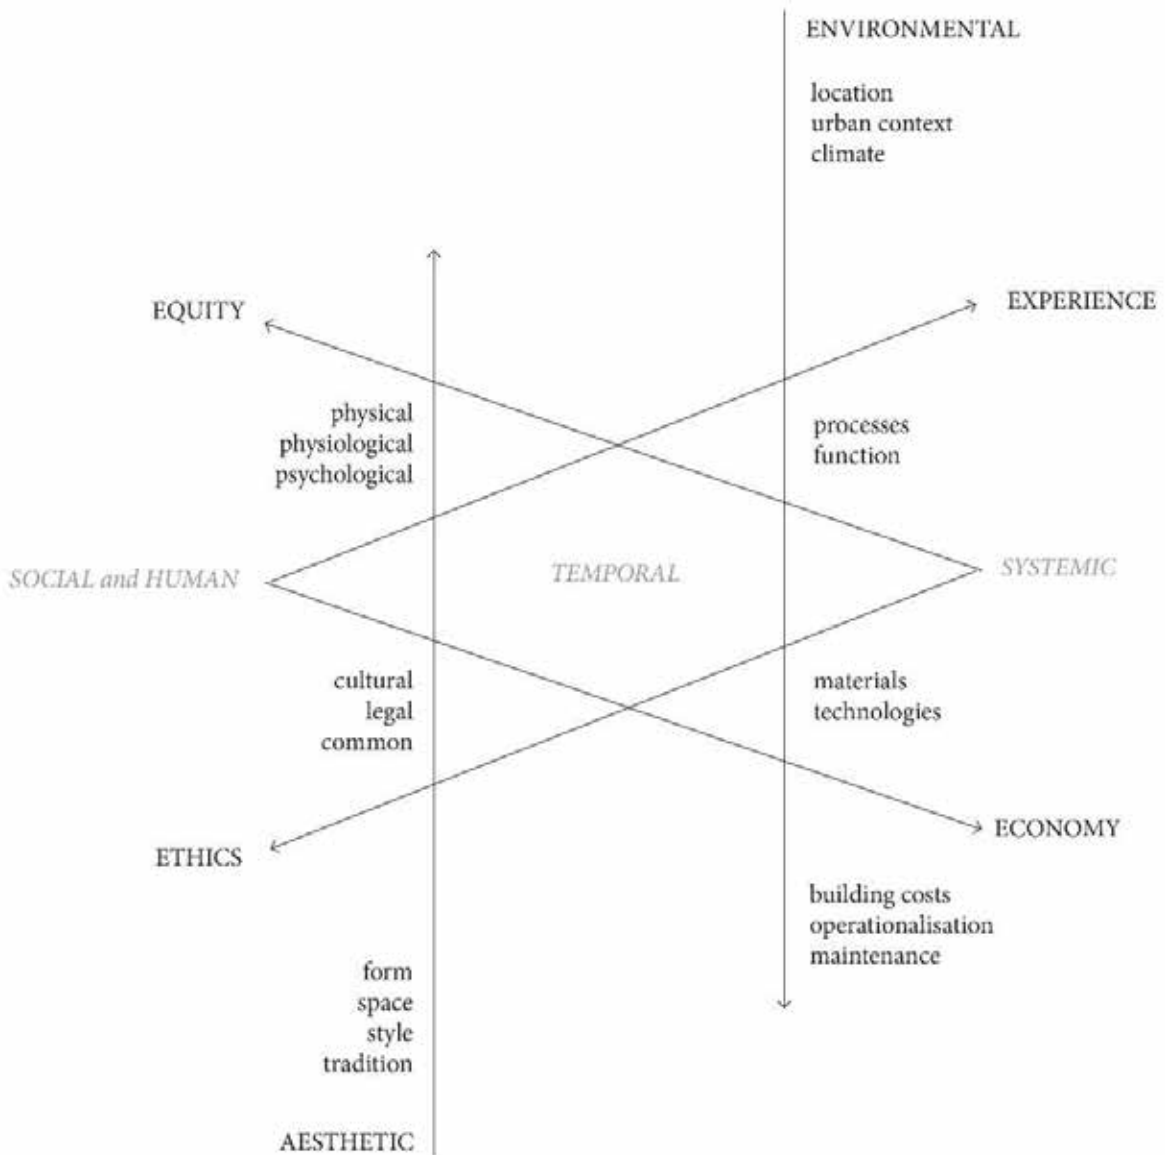 ENVIRONMENTAL
location
urban context
climate
EQUITY
EXPERIENCE
physical
physiological
psychological
processes
function
SOCIAL and HUMAN
TEMPORAL
SYSTEMIC
cultural
legal
common
materials
technologies
ETHICS
ECONOMY
building costs
operationalisation
maintenance
form
space
style
tradition
AESTHETIC